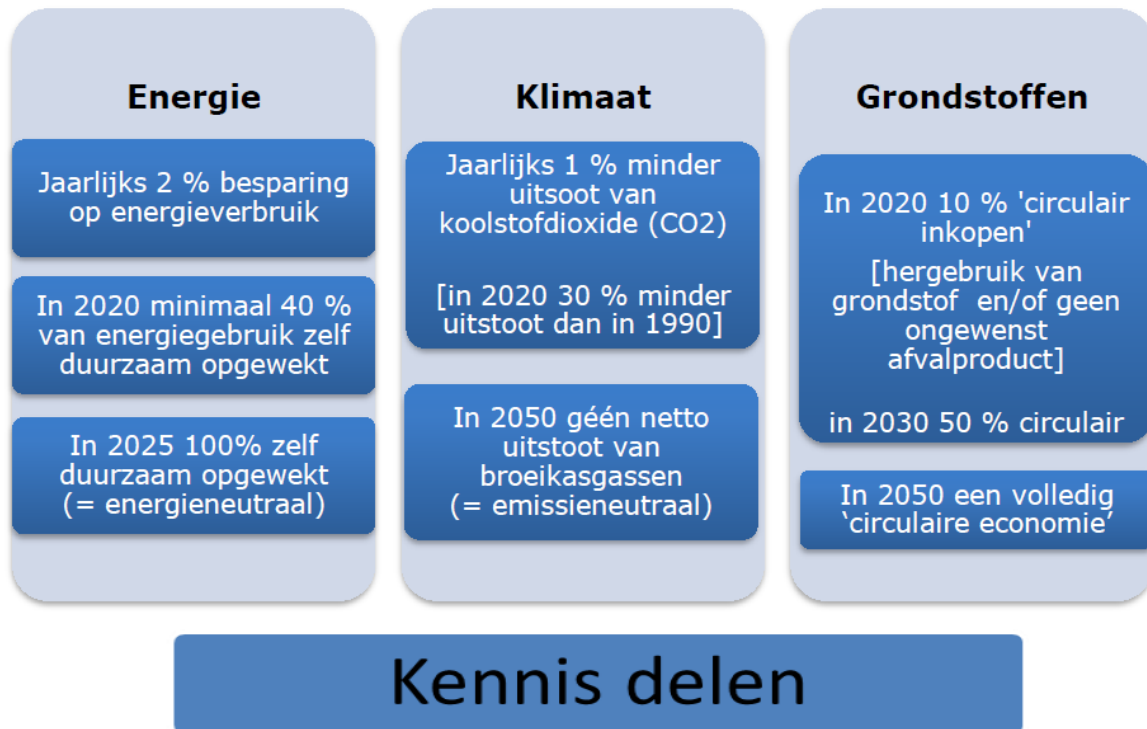 Energie
Jaarlijks 2 % besparing
op energieverbruik
In 2020 minimaal 40 %
van energiegebruik zelf
duurzaam opgewekt
In 2025 100% zelf
duurzaam opgewekt
(= energieneutraal)
Klimaat
Jaarlijks 1 % minder
uitsoot van
koolstofdioxide (CO2)
[in 2020 30 % minder
uitstoot dan in 1990]
In 2050 géén netto
uitstoot van
broeikasgassen
(= emissieneutraal)
Grondstoffen
In 2020 10 % 'circulair
inkopen'
[hergebruik van
grondstof en/of geen
ongewenst
afvalproduct]
in 2030 50 % circulair
In 2050 een volledig
‘circulaire economie’
Kennis delen